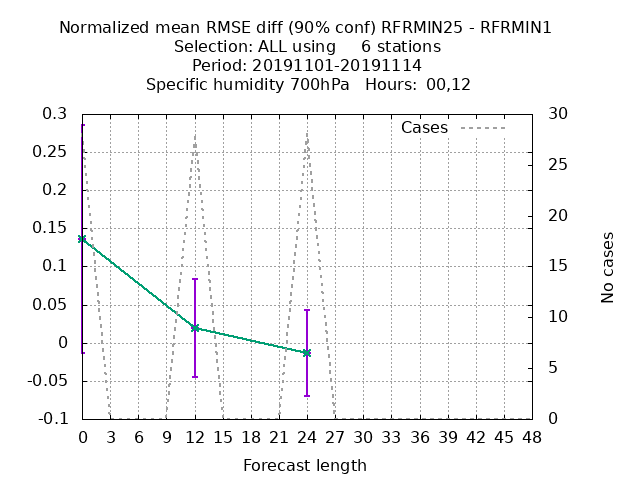 Normalized mean RMSE diff (90% conf) RFRMIN25 - RFRMIN1
Selection: ALL using 6 stations
Period: 20191101-20191114
Specific humidity 700hPa Hours: 00,12
Cases
0.3
0.25
0.2
0.15
0.1
0.05
0
-0.05
-0.1
30
25
20
15
10
5
0
No cases
0 3 6 9 12 15 18 21 24 27 30 33 36 39 42 45 48
Forecast length